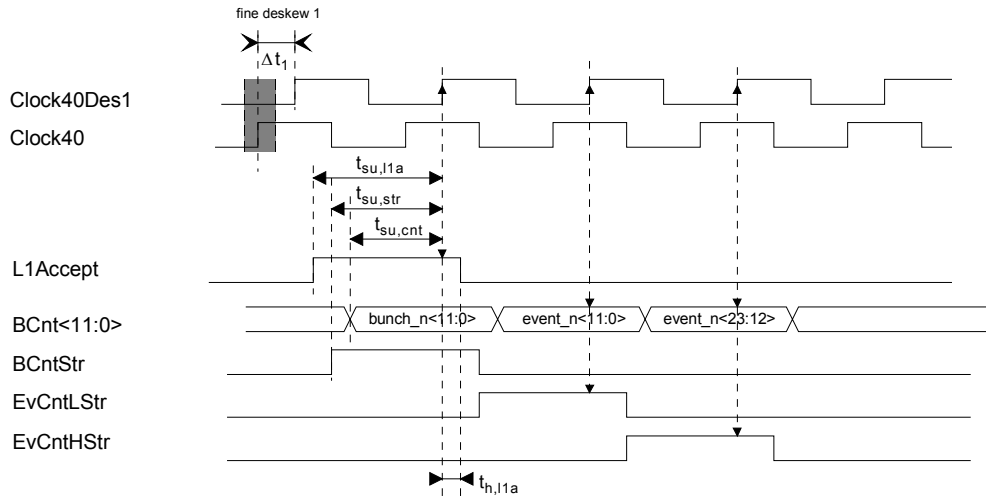 fine deskew 1
Δt1
Clock40Des1
Clock40
tsu,l1a
tsu,str
tsu,cnt
L1Accept
BCnt<11:0>
bunch_n<11:0>
event_n<11:0>
event_n<23:12>
BCntStr
EvCntLStr
EvCntHStr
th,l1a